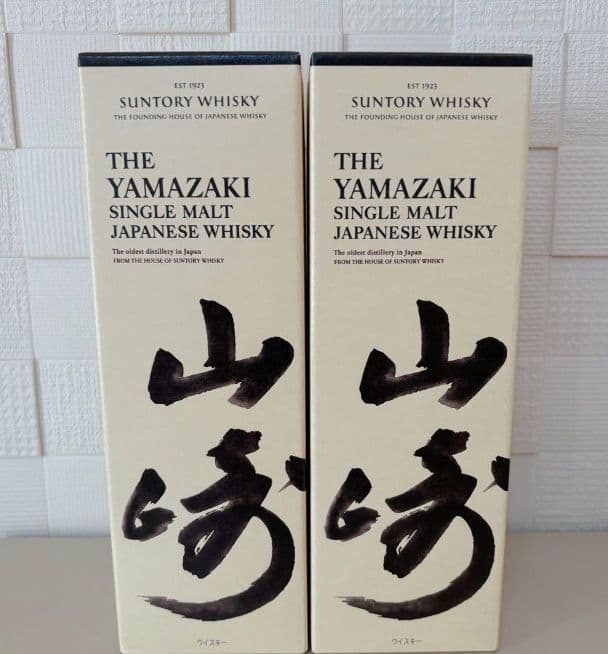 EST 1923
SUNTORY WHISKY
THE FOUNDING HOUSE OF JAPANESE WHISKY
THE
YAMAZAKI
SINGLE MALT
JAPANESE WHISKY
The oldest distillery in Japan
FROM THE HOUSE OF SUNTORY WHISKY
山
崎
ウイスキー
EST 1923
SUNTORY WHISKY
THE FOUNDING HOUSE OF JAPANESE WHISKY
THE
YAMAZAKI
SINGLE MALT
JAPANESE WHISKY
The oldest distillery in Japan
FROM THE HOUSE OF SUNTORY WHISKY
山
崎
ウイスキー